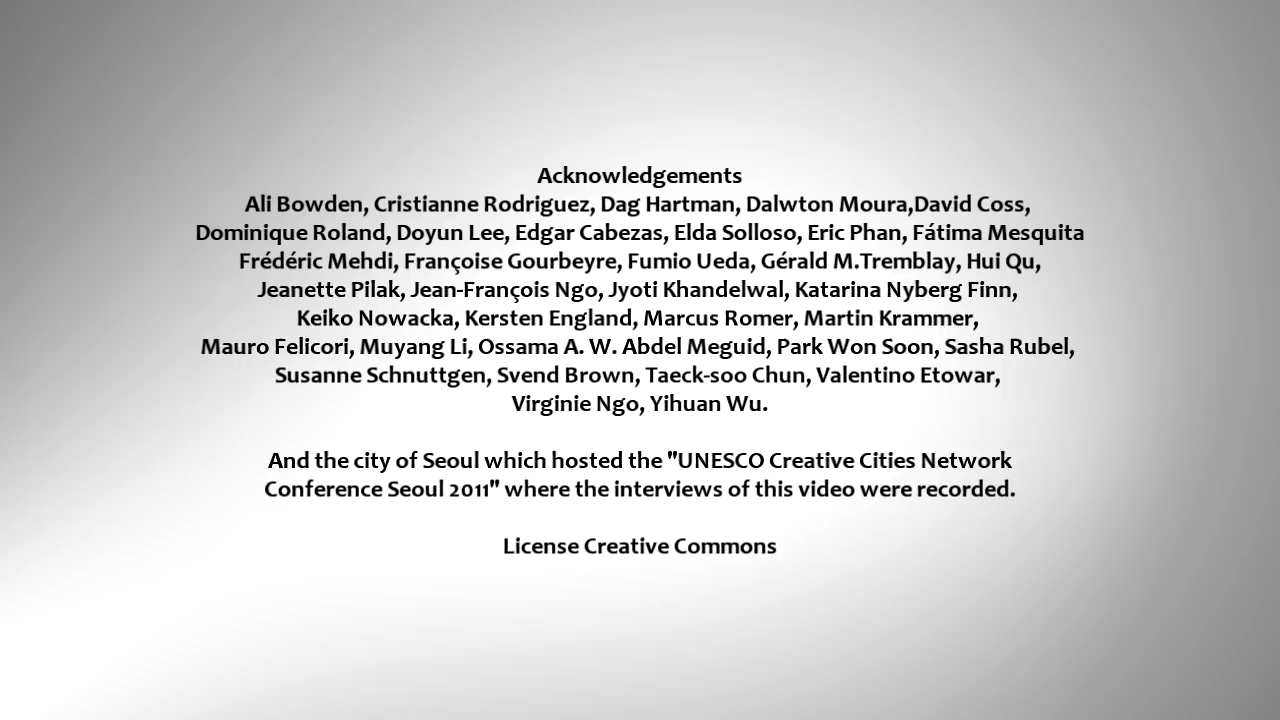 Acknowledgements
Ali Bowden, Cristianne Rodriguez, Dag Hartman, Dalwton Moura,David Coss,
Dominique Roland, Doyun Lee, Edgar Cabezas, Elda Solloso, Eric Phan, Fátima Mesquita
Frédéric Mehdi, Françoise Gourbeyre, Fumio Ueda, Gérald M.Tremblay, Hui Qu,
Jeanette Pilak, Jean-François Ngo, Jyoti Khandelwal, Katarina Nyberg Finn,
Keiko Nowacka, Kersten England, Marcus Romer, Martin Krammer,
Mauro Felicori, Muyang Li, Ossama A. W. Abdel Meguid, Park Won Soon, Sasha Rubel,
Susanne Schnuttgen, Svend Brown, Taeck-soo Chun, Valentino Etowar,
Virginie Ngo, Yihuan Wu.
And the city of Seoul which hosted the "UNESCO Creative Cities Network
Conference Seoul 2011" where the interviews of this video were recorded.
License Creative Commons